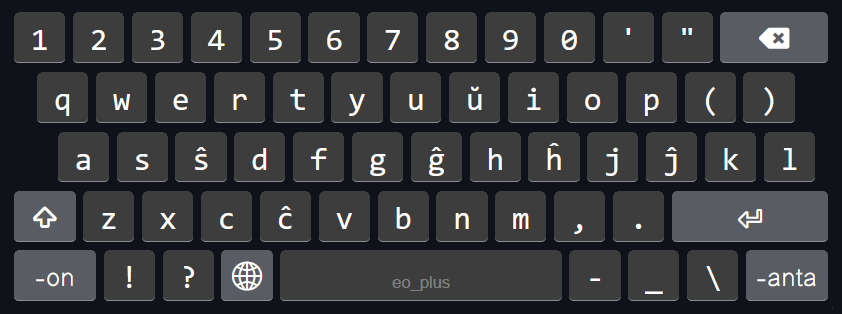 1 2 3 4 5 6 7 8 9 0 ' "
q w e r t y u ŭ i o p ( )
a s ŝ d f g ĝ h ĥ j ĵ k l
z x c ĉ v b n m , .
-on ! ? eo_plus - _ \ -anta